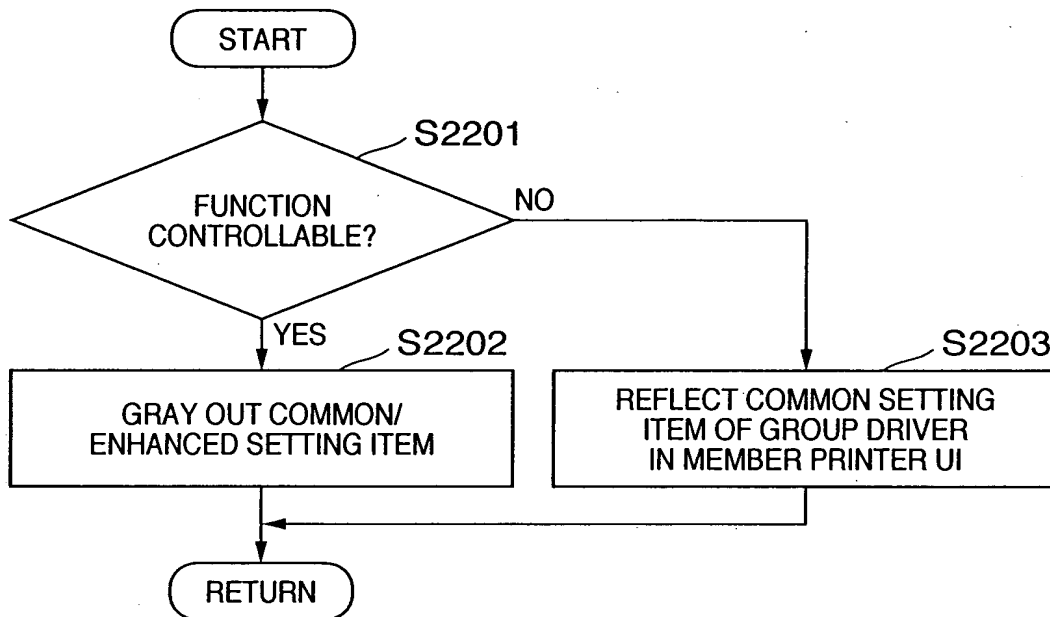 START
S2201
FUNCTION
CONTROLLABLE?
NO
YES
S2202
GRAY OUT COMMON/
ENHANCED SETTING ITEM
S2203
REFLECT COMMON SETTING
ITEM OF GROUP DRIVER
IN MEMBER PRINTER UI
RETURN